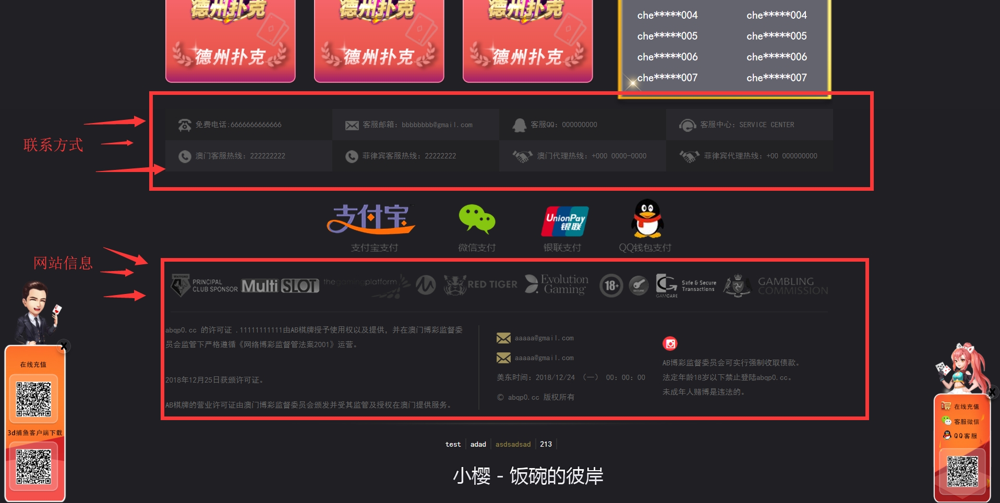 德州扑克 德州扑克 德州扑克
德州扑克 德州扑克 德州扑克
che*****004 che*****004
che*****005 che*****005
che*****006 che*****006
che*****007 che*****007
联系方式
免费电话:6666666666666 客服邮箱: bbbbbbbb@gmail.com 客服QQ: 000000000 客服中心: SERVICE CENTER
澳门客服热线: 222222222 菲律宾客服热线: 22222222 澳门代理热线: +000 0000-0000 菲律宾代理热线: +00 000000000
支付宝 UnionPay
银联
支付宝支付 微信支付 银联支付 QQ钱包支付
网站信息
PRINCIPAL
CLUB SPONSOR
Multi SLOT
thegamingplatform
RED TIGER
Evolution
Gaming
18+
GAMCARE
Safe & Secure
Transactions
GAMBLING
COMMISSION
abqp0.cc 的许可证 .11111111111由AB棋牌授予使用权以及提供，并在澳门博彩监督委
员会监管下严格遵循《网络博彩监督管法案2001》运营。
2018年12月25日获颁许可证。
AB棋牌的营业许可证由澳门博彩监督委员会颁发并受其监管及授权在澳门提供服务。
aaaaa@gmail.com
aaaaa@gmail.com
美东时间: 2018/12/24 （一） 00: 00: 00
© abqp0.cc 版权所有
AB博彩监督委员会可实行强制收取债款。
法定年龄18岁以下禁止登陆abqp0.cc。
未成年人赌博是违法的。
X
在线充值
3d捕鱼客户端下载
X
在线充值
客服微信
QQ客服
test adad asdsadsad 213
小樱 - 饭碗的彼岸